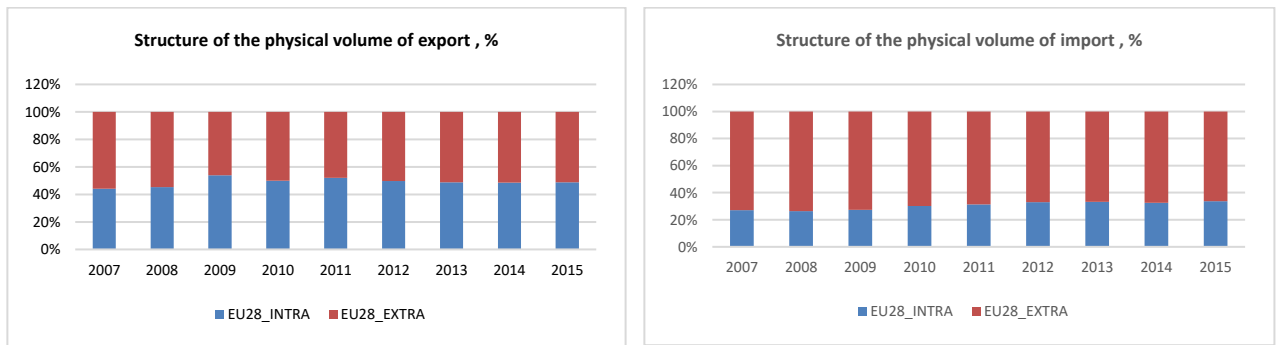 Structure of the physical volume of export , %
120%
100%
80%
60%
40%
20%
0%
2007 2008 2009 2010 2011 2012 2013 2014 2015
EU28_INTRA EU28_EXTRA
Structure of the physical volume of import , %
120%
100%
80%
60%
40%
20%
0%
2007 2008 2009 2010 2011 2012 2013 2014 2015
EU28_INTRA EU28_EXTRA